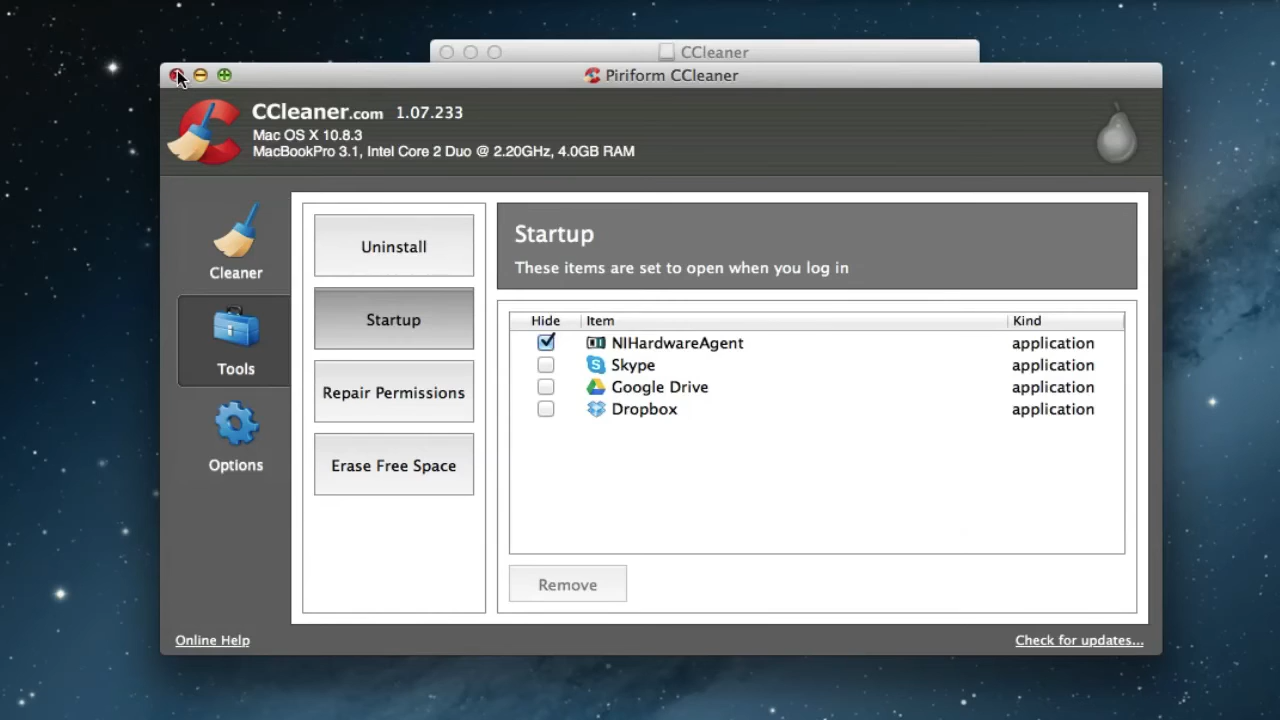 CCleaner
Piriform CCleaner
CCleaner.com 1.07.233
Mac OS X 10.8.3
MacBookPro 3.1, Intel Core 2 Duo @ 2.20GHz, 4.0GB RAM
Cleaner
Tools
Options
Uninstall
Startup
Repair Permissions
Erase Free Space
Startup
These items are set to open when you log in
Hide Item Kind
NIHardwareAgent application
Skype application
Google Drive application
Dropbox application
Remove
Online Help
Check for updates...